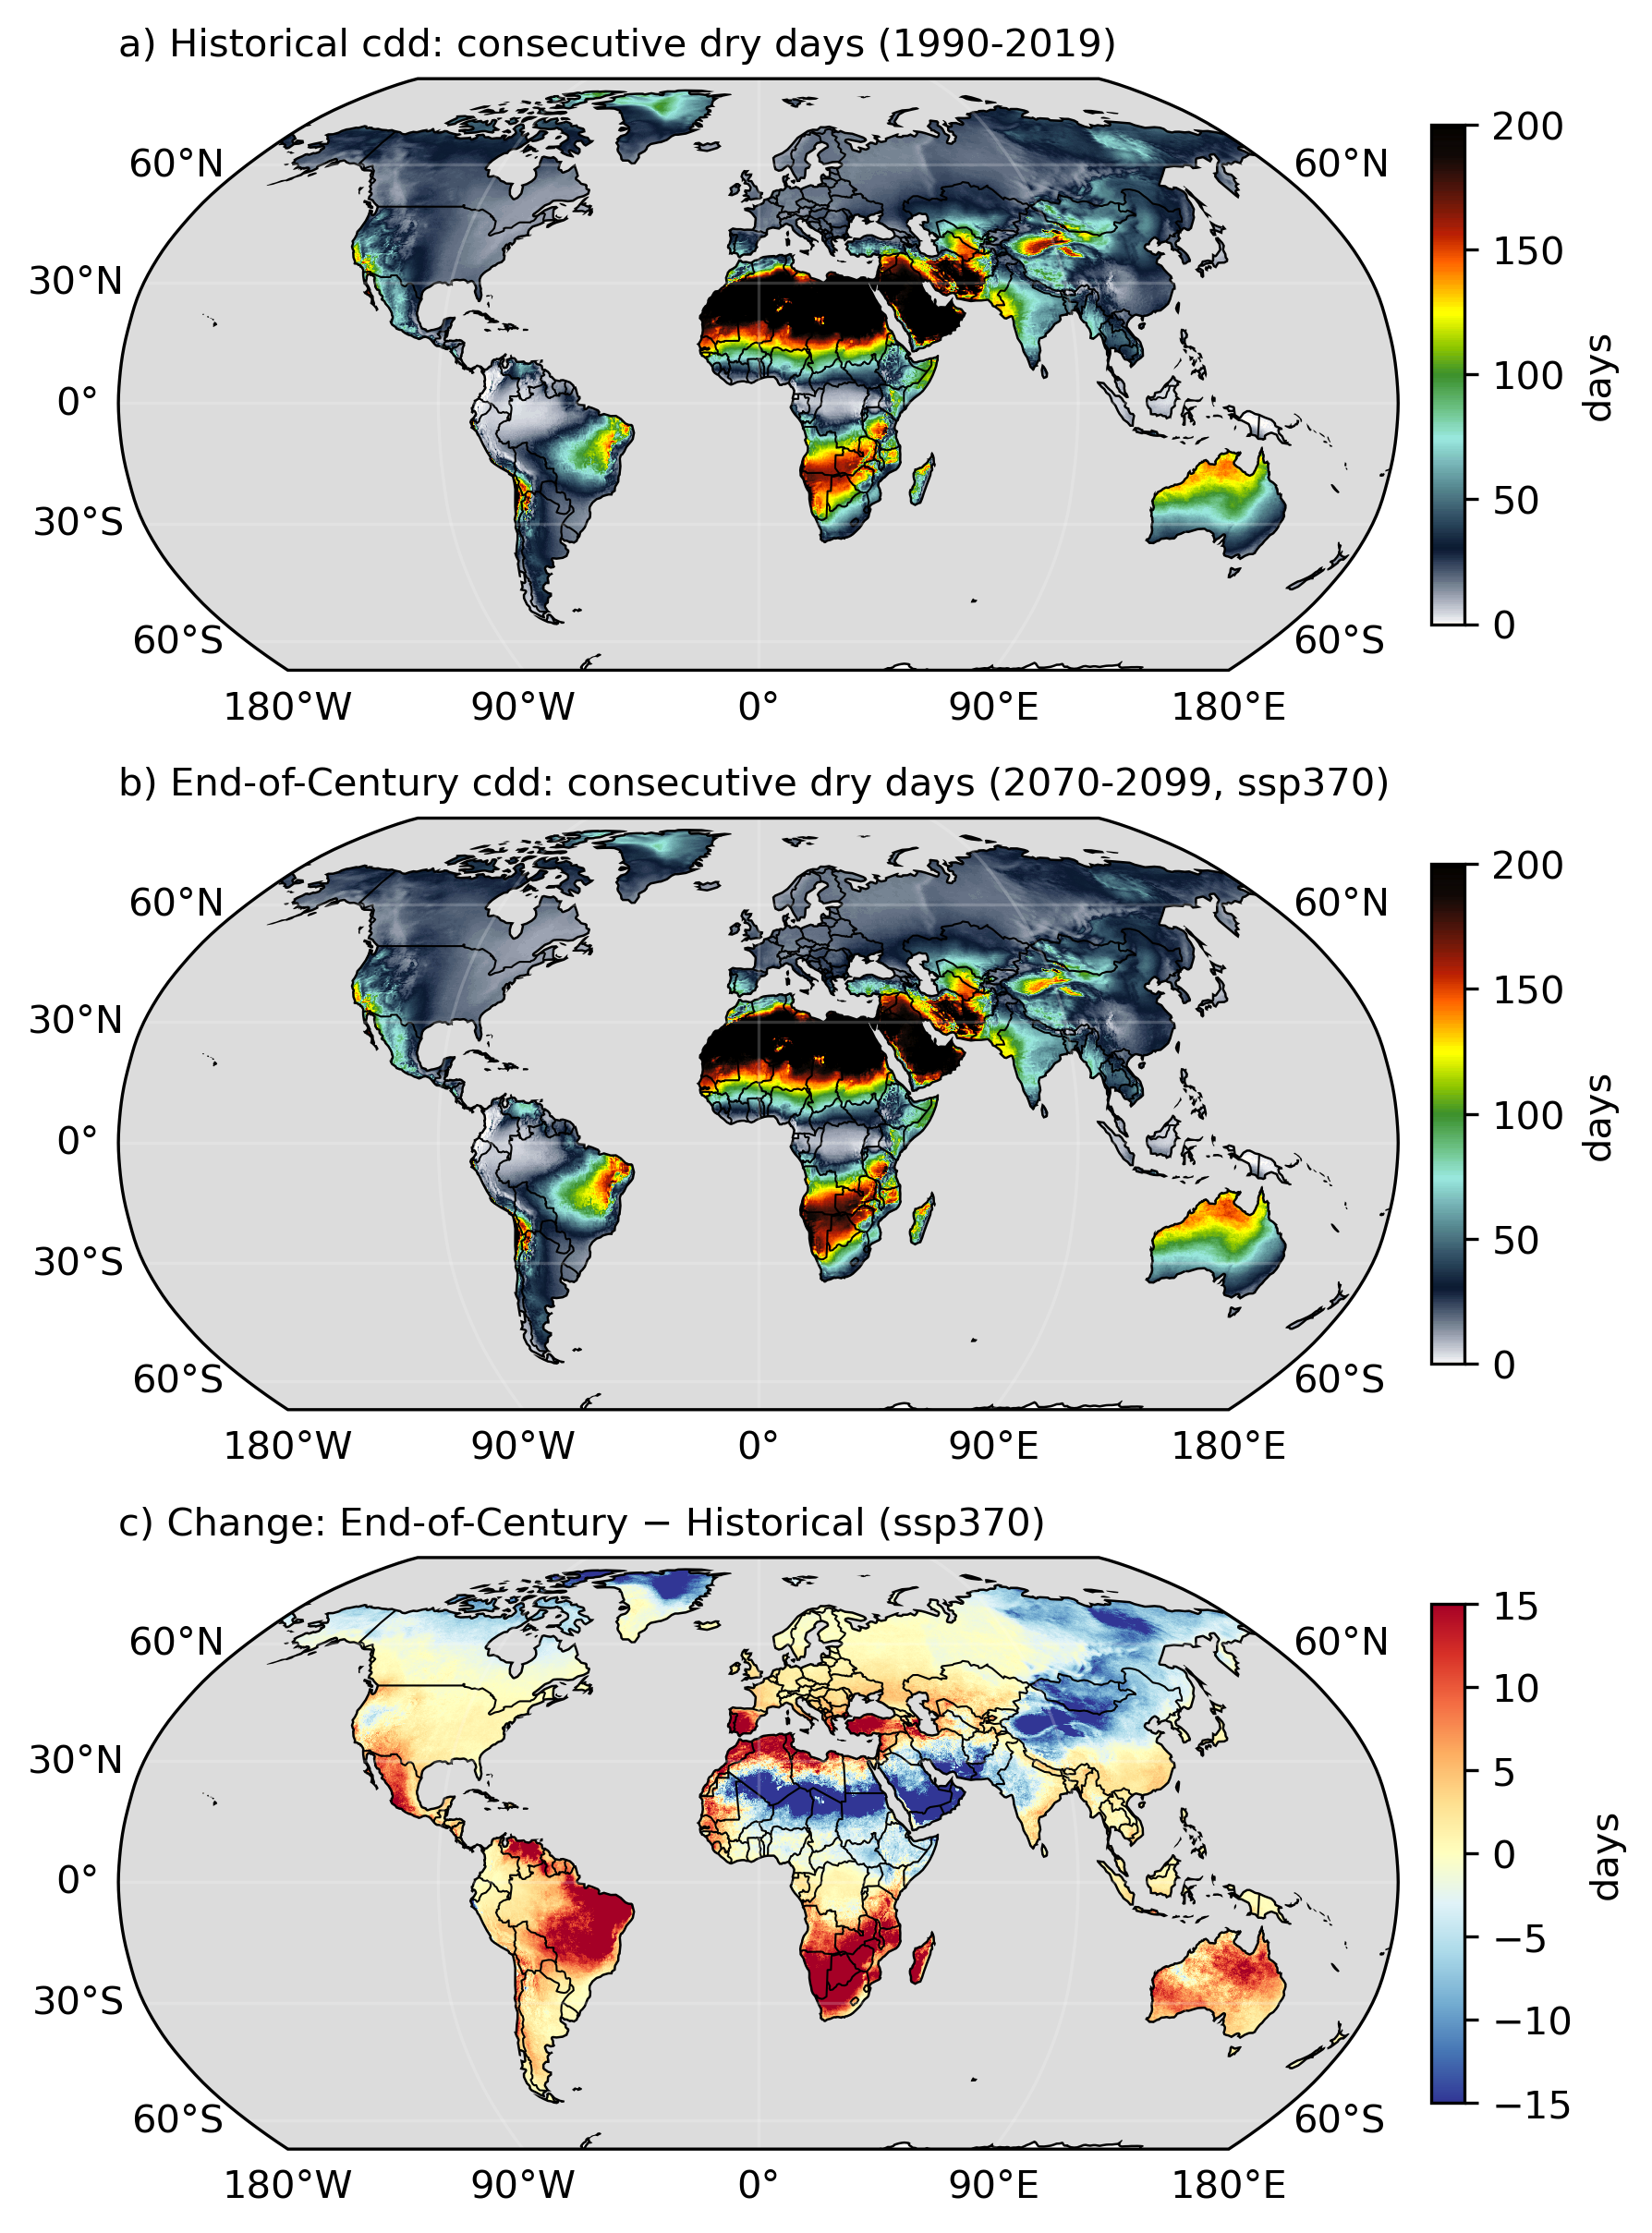 a) Historical cdd: consecutive dry days (1990-2019)
60°N 60°N
30°N
0°
30°S
60°S 60°S
180°W 90°W 0° 90°E 180°E
200
150
100
50
0
days
b) End-of-Century cdd: consecutive dry days (2070-2099, ssp370)
60°N 60°N
30°N
0°
30°S
60°S 60°S
180°W 90°W 0° 90°E 180°E
200
150
100
50
0
days
c) Change: End-of-Century − Historical (ssp370)
60°N 60°N
30°N
0°
30°S
60°S 60°S
180°W 90°W 0° 90°E 180°E
15
10
5
0
−5
−10
−15
days